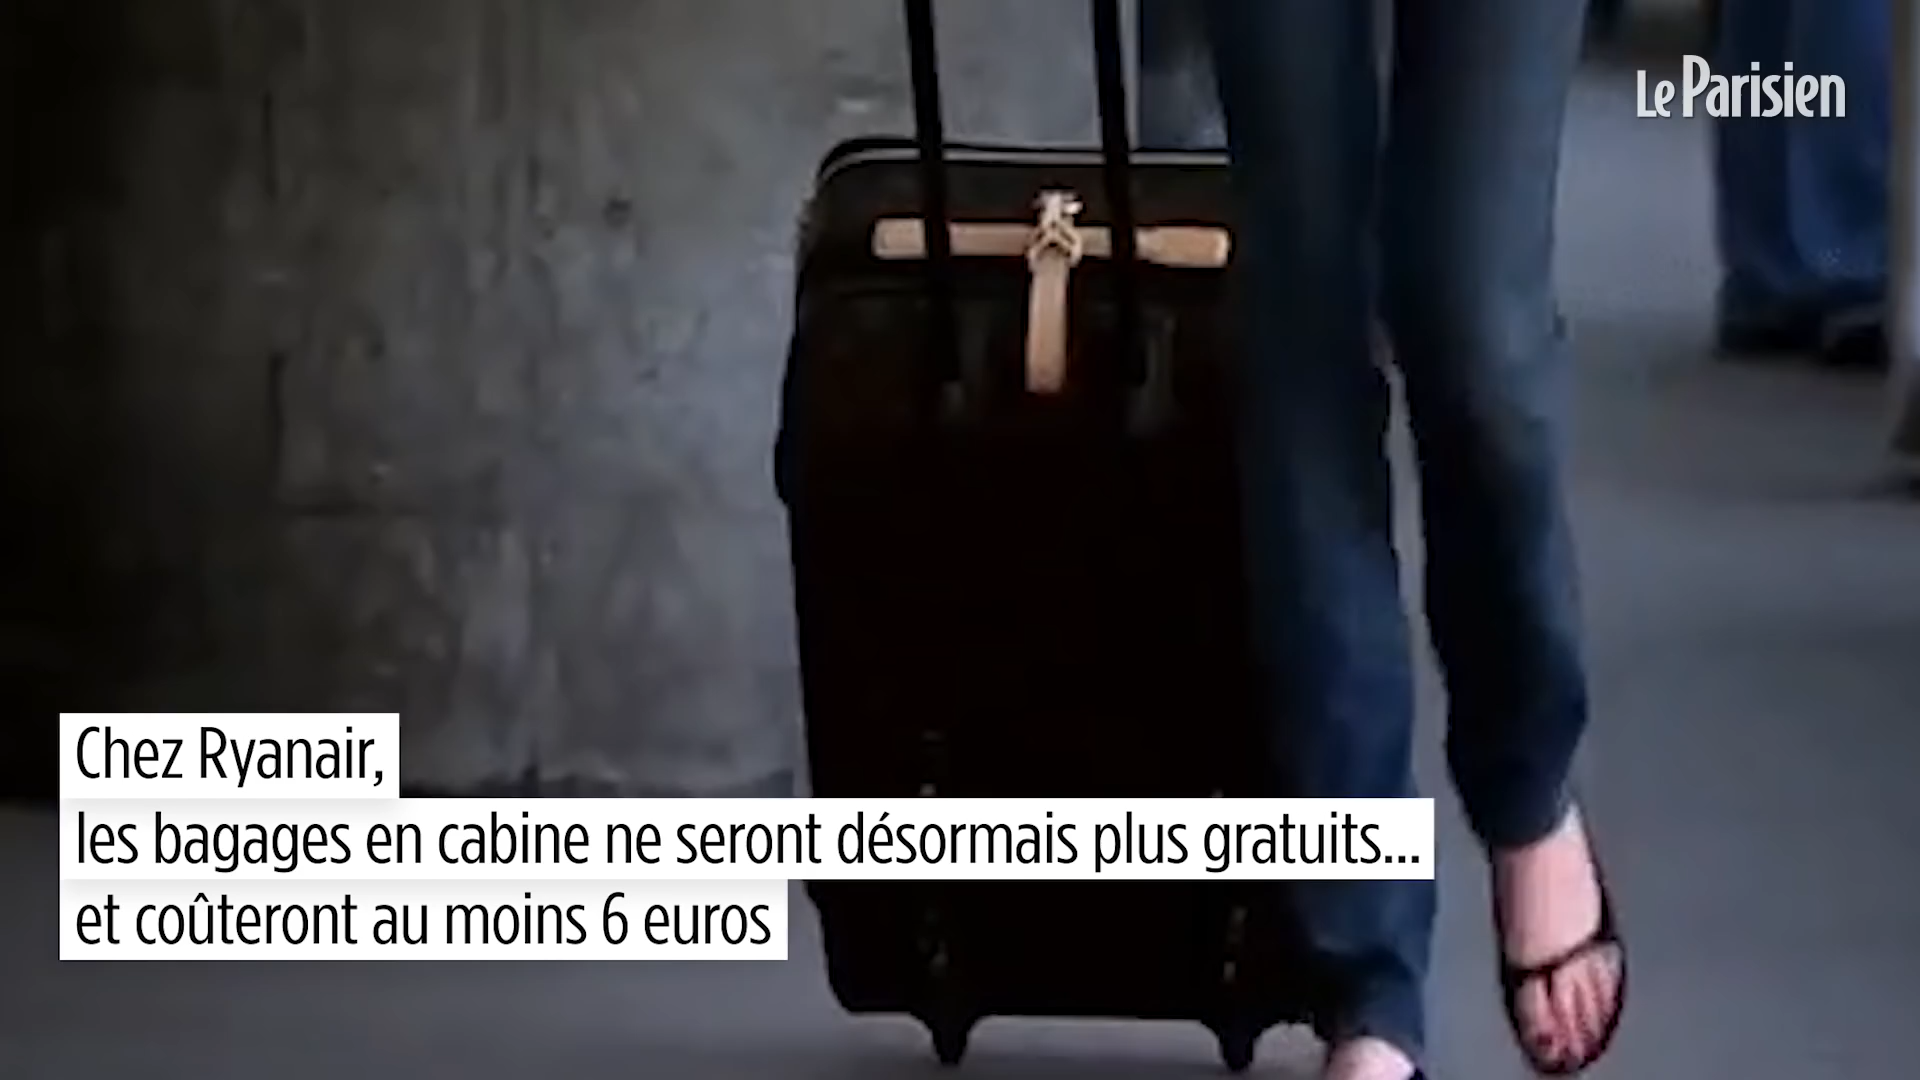 Le Parisien
Chez Ryanair,
les bagages en cabine ne seront désormais plus gratuits...
et coûteront au moins 6 euros